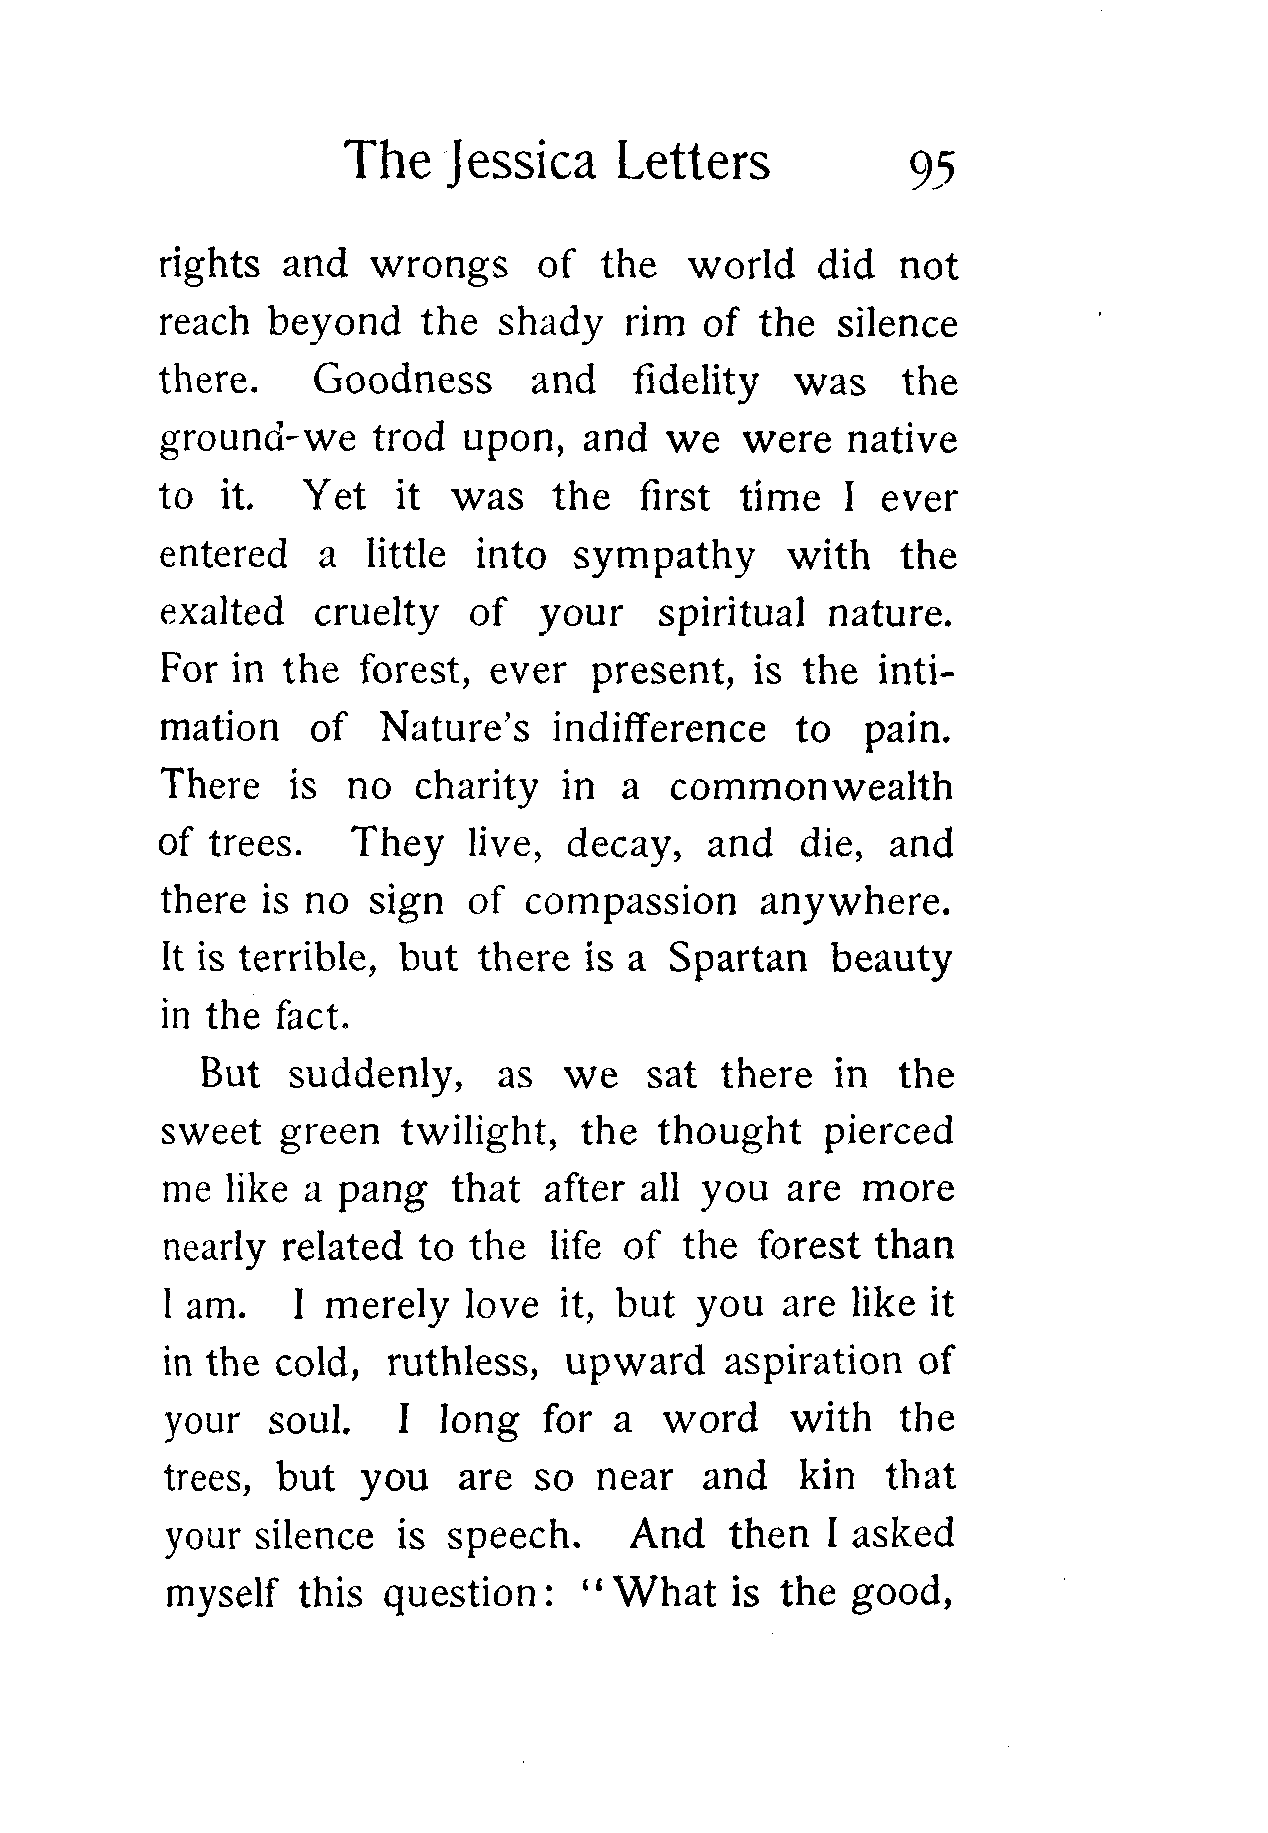 The Jessica Letters 95
rights and wrongs of the world did not
reach beyond the shady rim of the silence
there. Goodness and fidelity was the
ground-we trod upon, and we were native
to it. Yet it was the first time I ever
entered a little into sympathy with the
exalted cruelty of your spiritual nature.
For in the forest, ever present, is the inti-
mation of Nature's indifference to pain.
There is no charity in a commonwealth
of trees. They live, decay, and die, and
there is no sign of compassion anywhere.
It is terrible, but there is a Spartan beauty
in the fact.
But suddenly, as we sat there in the
sweet green twilight, the thought pierced
me like a pang that after all you are more
nearly related to the life of the forest than
I am. I merely love it, but you are like it
in the cold, ruthless, upward aspiration of
your soul. I long for a word with the
trees, but you are so near and kin that
your silence is speech. And then I asked
myself this question: "What is the good,